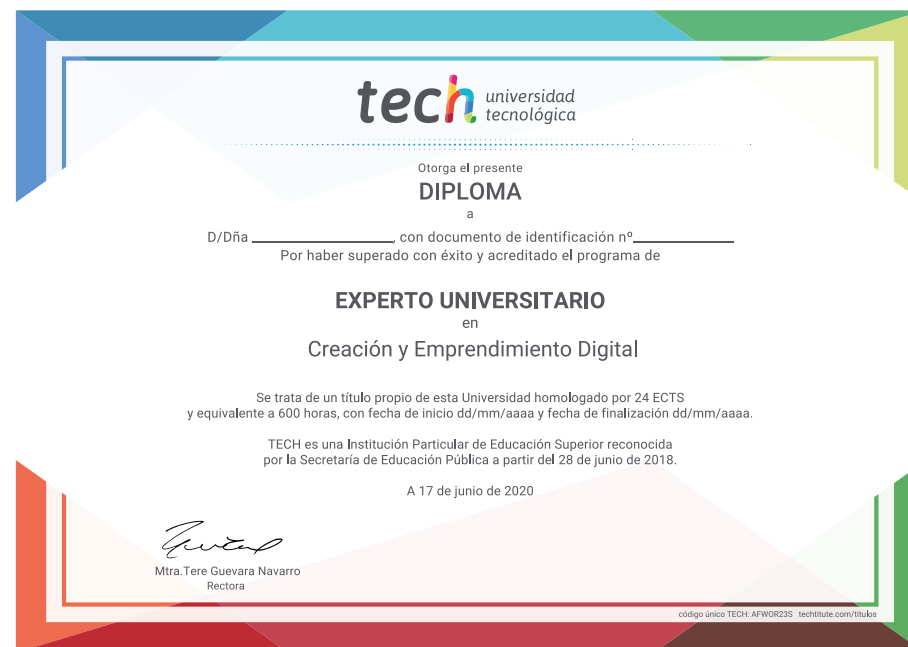 tech universidad
tecnológica
Otorga el presente
DIPLOMA
a
D/Dña ____________________, con documento de identificación nº______________
Por haber superado con éxito y acreditado el programa de
EXPERTO UNIVERSITARIO
en
Creación y Emprendimiento Digital
Se trata de un título propio de esta Universidad homologado por 24 ECTS
y equivalente a 600 horas, con fecha de inicio dd/mm/aaaa y fecha de finalización dd/mm/aaaa.
TECH es una Institución Particular de Educación Superior reconocida
por la Secretaría de Educación Pública a partir del 28 de junio de 2018.
A 17 de junio de 2020
Mtra.Tere Guevara Navarro
Rectora
código único TECH: AFWOR23S techtitute.com/titulos